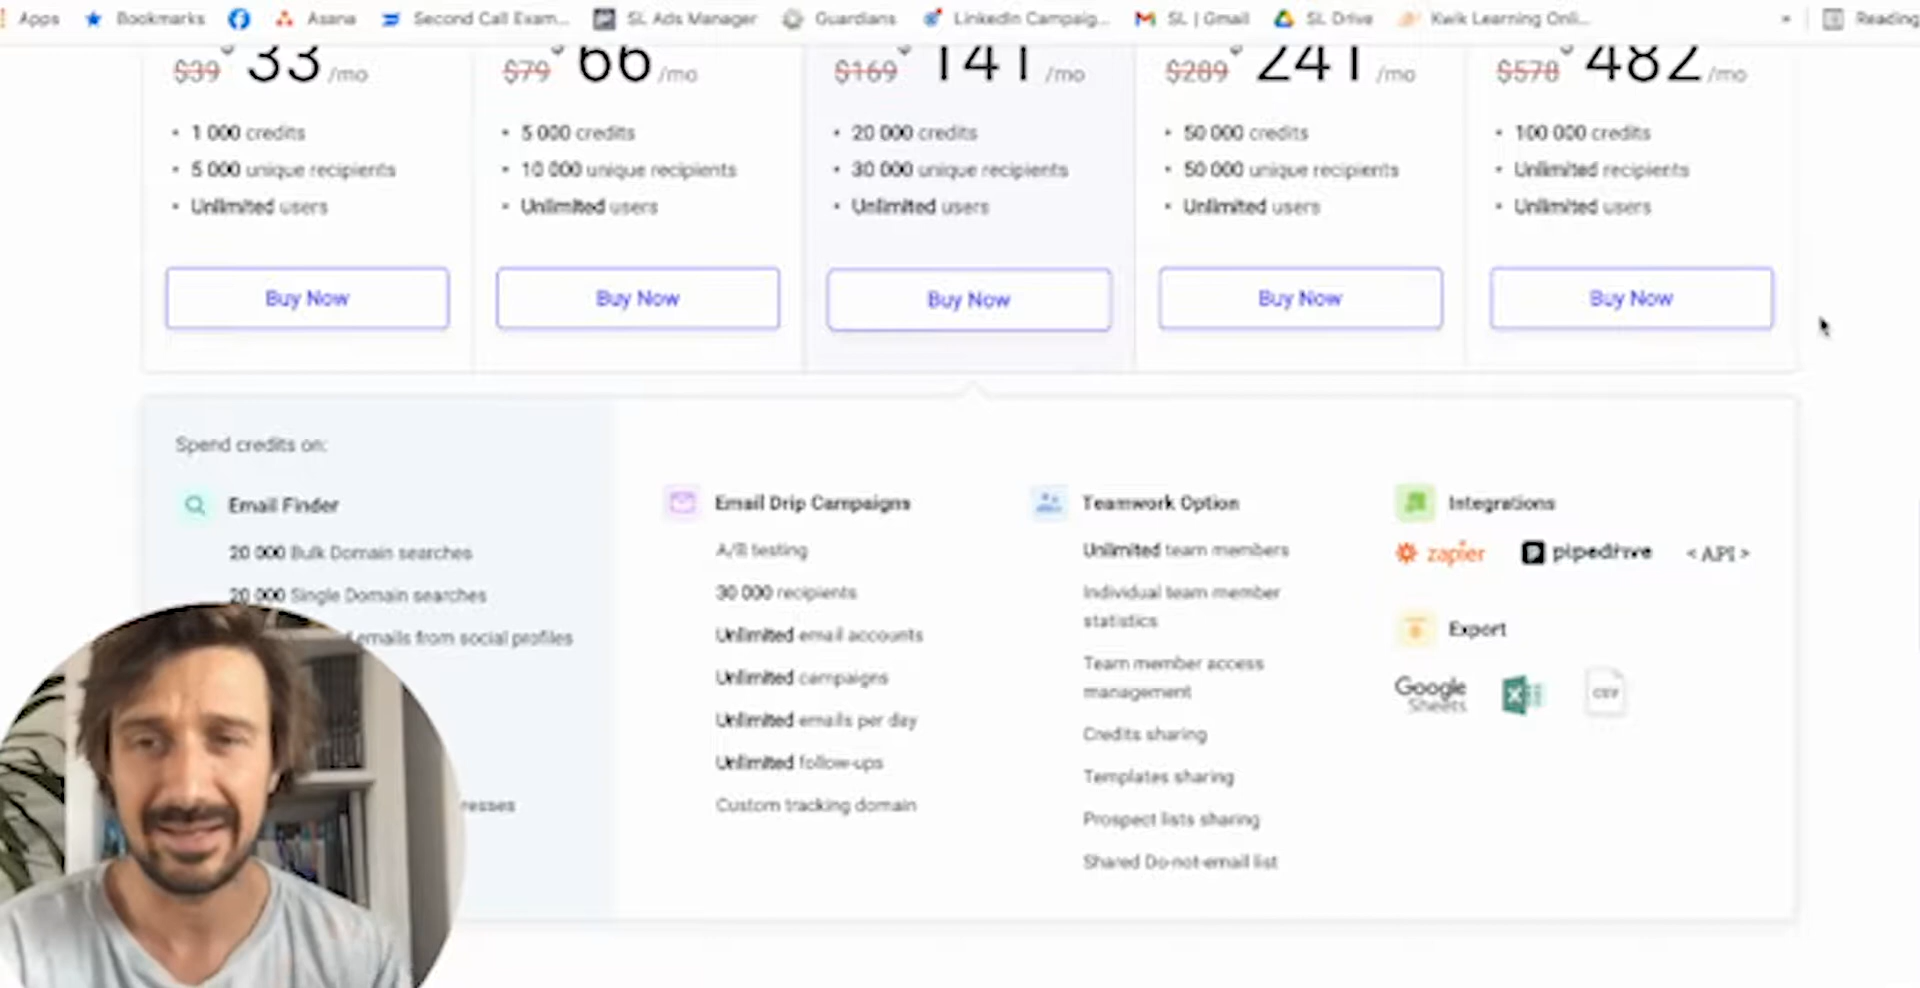 Apps Bookmarks Asana Second Call Exam... SL Ads Manager Guardians LinkedIn Campaig... SL | Gmail SL Drive Kwik Learning Onli... » Reading
$39 $33 /mo $79 $66 /mo $169 $141 /mo $289 $241 /mo $578 $482 /mo
• 1 000 credits • 5 000 credits • 20 000 credits • 50 000 credits • 100 000 credits
• 5 000 unique recipients • 10 000 unique recipients • 30 000 unique recipients • 50 000 unique recipients • Unlimited recipients
• Unlimited users • Unlimited users • Unlimited users • Unlimited users • Unlimited users
Buy Now Buy Now Buy Now Buy Now Buy Now
Spend credits on:
Email Finder
20 000 Bulk Domain searches
20 000 Single Domain searches
emails from social profiles
resses
Email Drip Campaigns
A/B testing
30 000 recipients
Unlimited email accounts
Unlimited campaigns
Unlimited emails per day
Unlimited follow-ups
Custom tracking domain
Teamwork Option
Unlimited team members
Individual team member
statistics
Team member access
management
Credits sharing
Templates sharing
Prospect lists sharing
Shared Do-not-email list
Integrations
zapier pipedrive < API >
Export
Google
Sheets
X
CSV